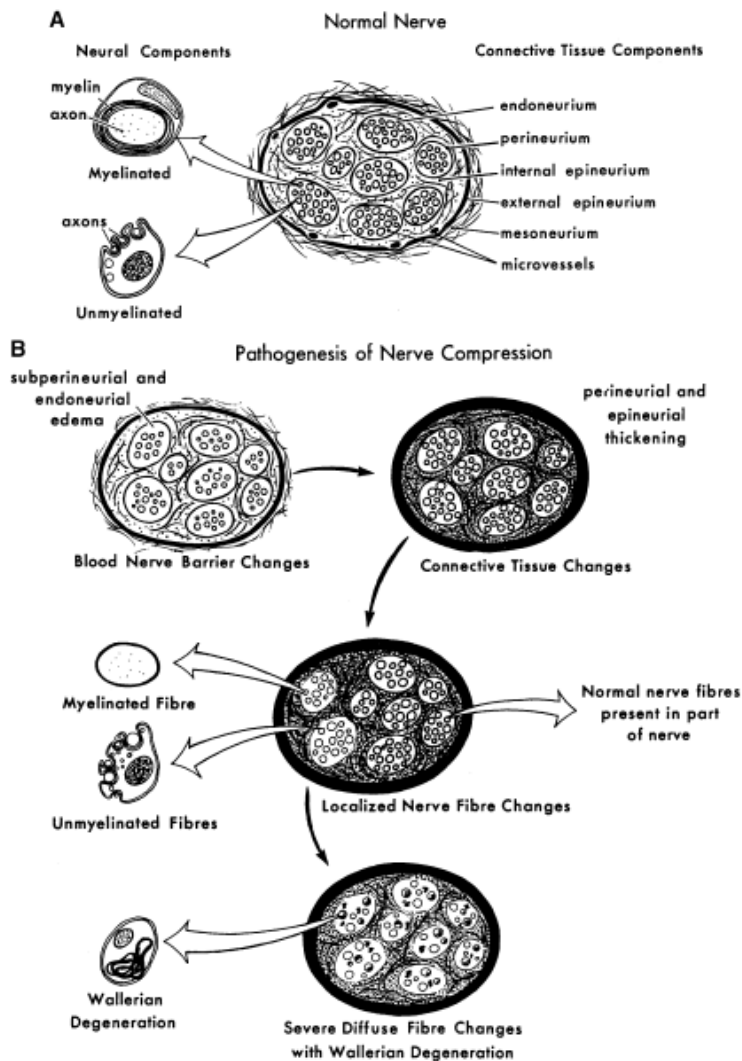 A
Normal Nerve
Neural Components
Connective Tissue Components
myelin
axon
Myelinated
axons
Unmyelinated
endoneurium
perineurium
internal epineurium
external epineurium
mesoneurium
microvessels
B
Pathogenesis of Nerve Compression
subperineurial and
endoneurial
edema
Blood Nerve Barrier Changes
perineurial and
epineurial
thickening
Connective Tissue Changes
Myelinated Fibre
Unmyelinated Fibres
Normal nerve fibres
present in part
of nerve
Localized Nerve Fibre Changes
Wallerian
Degeneration
Severe Diffuse Fibre Changes
with Wallerian Degeneration